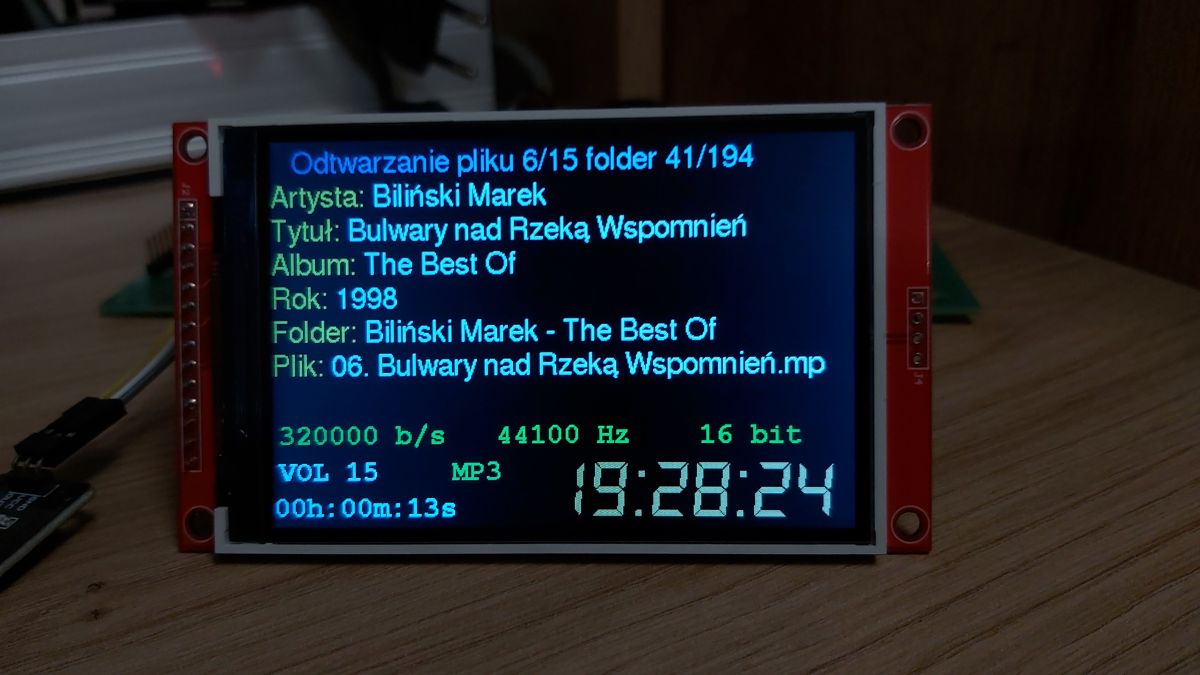 Odtwarzanie pliku 6/15 folder 41/194
Artysta: Biliński Marek
Tytuł: Bulwary nad Rzeką Wspomnień
Album: The Best Of
Rok: 1998
Folder: Biliński Marek - The Best Of
Plik: 06. Bulwary nad Rzeką Wspomnień.mp
320000 b/s 44100 Hz 16 bit
VOL 15 MP3 19:28:24
00h:00m:13s
J2
J4